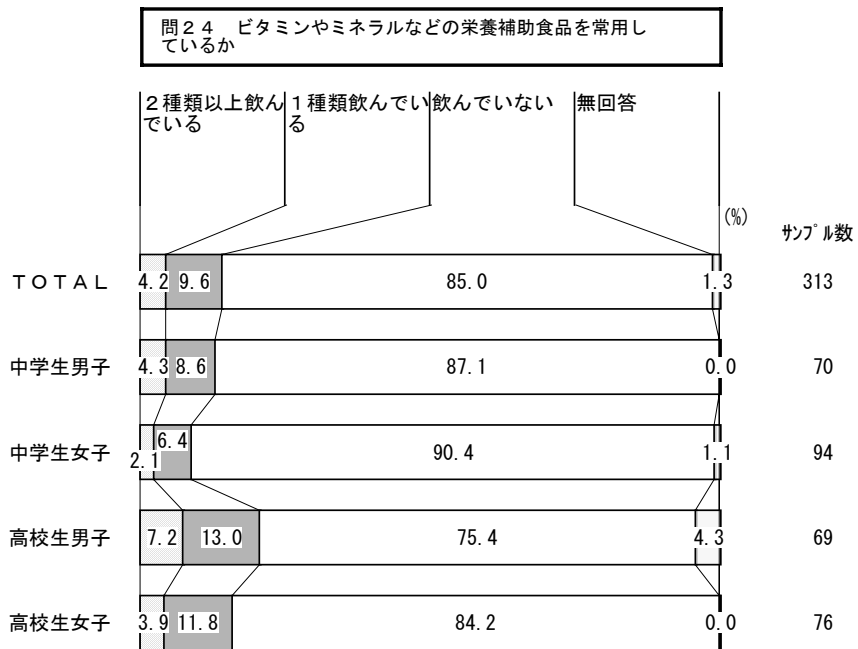 問２４　ビタミンやミネラルなどの栄養補助食品を常用し
ているか
２種類以上飲ん
でいる
１種類飲んでい
る
飲んでいない
無回答
(%)
ｻﾝﾌﾟﾙ数
ＴＯＴＡＬ 4.2 9.6 85.0 1.3 313
中学生男子 4.3 8.6 87.1 0.0 70
中学生女子 2.1 6.4 90.4 1.1 94
高校生男子 7.2 13.0 75.4 4.3 69
高校生女子 3.9 11.8 84.2 0.0 76